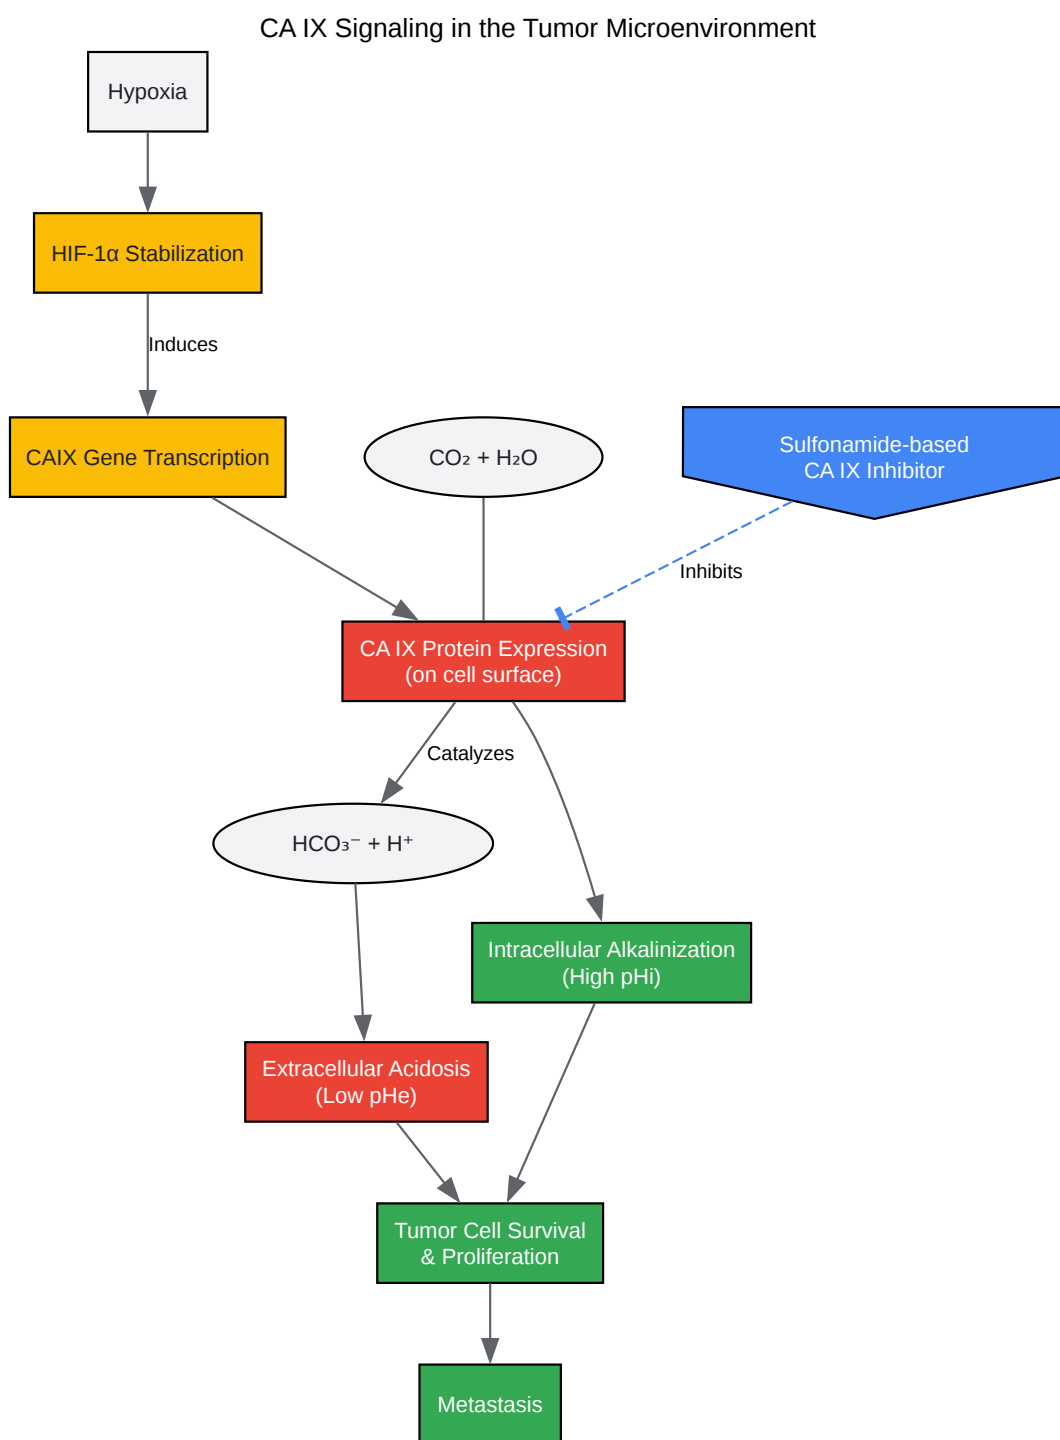 CA IX Signaling in the Tumor Microenvironment
Hypoxia
HIF-1α Stabilization
Induces
CAIX Gene Transcription
CO₂ + H₂O
Sulfonamide-based
CA IX Inhibitor
Inhibits
CA IX Protein Expression
(on cell surface)
Catalyzes
HCO₃⁻ + H⁺
Intracellular Alkalinization
(High pHi)
Extracellular Acidosis
(Low pHe)
Tumor Cell Survival
& Proliferation
Metastasis